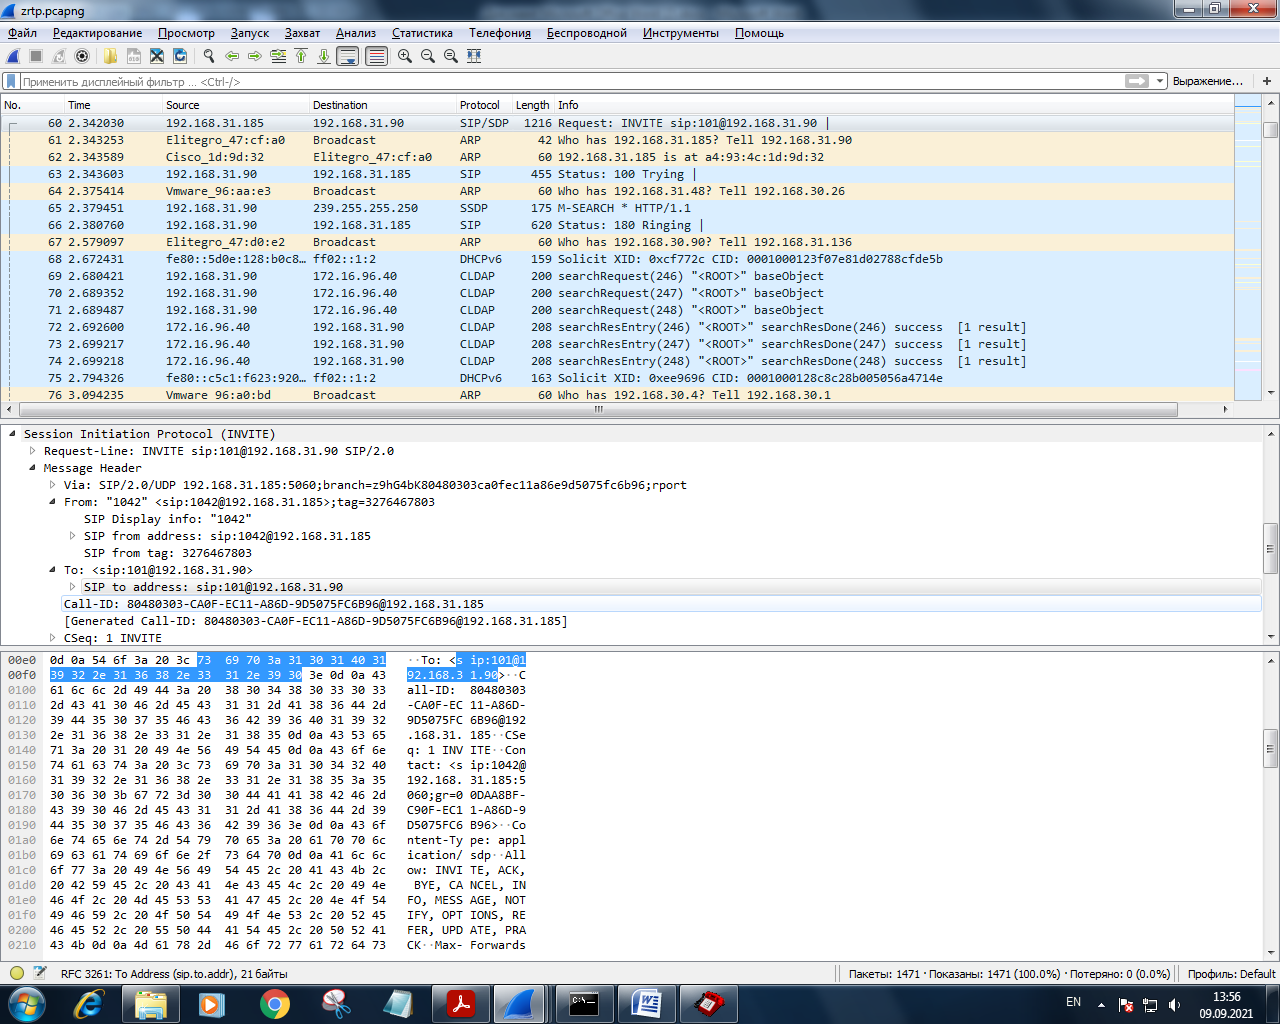 zrtp.pcapng
Файл Редактирование Просмотр Запуск Захват Анализ Статистика Телефония Беспроводной Инструменты Помощь
Применить дисплейный фильтр ... <Ctrl-/> Выражение... +
No. Time Source Destination Protocol Length Info
60 2.342030 192.168.31.185 192.168.31.90 SIP/SDP 1216 Request: INVITE sip:101@192.168.31.90 |
61 2.343253 Elitegro_47:cf:a0 Broadcast ARP 42 Who has 192.168.31.185? Tell 192.168.31.90
62 2.343589 Cisco_1d:9d:32 Elitegro_47:cf:a0 ARP 60 192.168.31.185 is at a4:93:4c:1d:9d:32
63 2.343603 192.168.31.90 192.168.31.185 SIP 455 Status: 100 Trying |
64 2.375414 Vmware_96:aa:e3 Broadcast ARP 60 Who has 192.168.31.48? Tell 192.168.30.26
65 2.379451 192.168.31.90 239.255.255.250 SSDP 175 M-SEARCH * HTTP/1.1
66 2.380760 192.168.31.90 192.168.31.185 SIP 620 Status: 180 Ringing |
67 2.579097 Elitegro_47:d0:e2 Broadcast ARP 60 Who has 192.168.30.90? Tell 192.168.31.136
68 2.672431 fe80::5d0e:128:b0c8… ff02::1:2 DHCPv6 159 Solicit XID: 0xcf772c CID: 0001000123f07e81d02788cfde5b
69 2.680421 192.168.31.90 172.16.96.40 CLDAP 200 searchRequest(246) "<ROOT>" baseObject
70 2.689352 192.168.31.90 172.16.96.40 CLDAP 200 searchRequest(247) "<ROOT>" baseObject
71 2.689487 192.168.31.90 172.16.96.40 CLDAP 200 searchRequest(248) "<ROOT>" baseObject
72 2.692600 172.16.96.40 192.168.31.90 CLDAP 208 searchResEntry(246) "<ROOT>" searchResDone(246) success [1 result]
73 2.699217 172.16.96.40 192.168.31.90 CLDAP 208 searchResEntry(247) "<ROOT>" searchResDone(247) success [1 result]
74 2.699218 172.16.96.40 192.168.31.90 CLDAP 208 searchResEntry(248) "<ROOT>" searchResDone(248) success [1 result]
75 2.794326 fe80::c5c1:f623:920… ff02::1:2 DHCPv6 163 Solicit XID: 0xee9696 CID: 0001000128c8c28b005056a4714e
76 3.094235 Vmware_96:a0:bd Broadcast ARP 60 Who has 192.168.30.4? Tell 192.168.30.1
Session Initiation Protocol (INVITE)
Request-Line: INVITE sip:101@192.168.31.90 SIP/2.0
Message Header
Via: SIP/2.0/UDP 192.168.31.185:5060;branch=z9hG4bK80480303ca0fec11a86e9d5075fc6b96;rport
From: "1042" <sip:1042@192.168.31.185>;tag=3276467803
SIP Display info: "1042"
SIP from address: sip:1042@192.168.31.185
SIP from tag: 3276467803
To: <sip:101@192.168.31.90>
SIP to address: sip:101@192.168.31.90
Call-ID: 80480303-CA0F-EC11-A86D-9D5075FC6B96@192.168.31.185
[Generated Call-ID: 80480303-CA0F-EC11-A86D-9D5075FC6B96@192.168.31.185]
CSeq: 1 INVITE
00e0 0d 0a 54 6f 3a 20 3c 73 69 70 3a 31 30 31 40 31 ··To: <s ip:101@1
00f0 39 32 2e 31 36 38 2e 33 31 2e 39 30 3e 0d 0a 43 92.168.3 1.90>··C
0100 61 6c 6c 2d 49 44 3a 20 38 30 34 38 30 33 30 33 all-ID: 80480303
0110 2d 43 41 30 46 2d 45 43 31 31 2d 41 38 36 44 2d -CA0F-EC 11-A86D-
0120 39 44 35 30 37 35 46 43 36 42 39 36 40 31 39 32 9D5075FC 6B96@192
0130 2e 31 36 38 2e 33 31 2e 31 38 35 0d 0a 43 53 65 .168.31. 185··CSe
0140 71 3a 20 31 20 49 4e 56 49 54 45 0d 0a 43 6f 6e q: 1 INV ITE··Con
0150 74 61 63 74 3a 20 3c 73 69 70 3a 31 30 34 32 40 tact: <s ip:1042@
0160 31 39 32 2e 31 36 38 2e 33 31 2e 31 38 35 3a 35 192.168. 31.185:5
0170 30 36 30 3b 67 72 3d 30 30 44 41 41 38 42 46 2d 060;gr=0 0DAA8BF-
0180 43 39 30 46 2d 45 43 31 31 2d 41 38 36 44 2d 39 C90F-EC1 1-A86D-9
0190 44 35 30 37 35 46 43 36 42 39 36 3e 0d 0a 43 6f D5075FC6 B96>··Co
01a0 6e 74 65 6e 74 2d 54 79 70 65 3a 20 61 70 70 6c ntent-Ty pe: appl
01b0 69 63 61 74 69 6f 6e 2f 73 64 70 0d 0a 41 6c 6c ication/ sdp··All
01c0 6f 77 3a 20 49 4e 56 49 54 45 2c 20 41 43 4b 2c ow: INVI TE, ACK,
01d0 20 42 59 45 2c 20 43 41 4e 43 45 4c 2c 20 49 4e BYE, CA NCEL, IN
01e0 46 4f 2c 20 4d 45 53 53 41 47 45 2c 20 4e 4f 54 FO, MESS AGE, NOT
01f0 49 46 59 2c 20 4f 50 54 49 4f 4e 53 2c 20 52 45 IFY, OPT IONS, RE
0200 46 45 52 2c 20 55 50 44 41 54 45 2c 20 50 52 41 FER, UPD ATE, PRA
0210 43 4b 0d 0a 4d 61 78 2d 46 6f 72 77 61 72 64 73 CK··Max- Forwards
RFC 3261: To Address (sip.to.addr), 21 байты Пакеты: 1471 · Показаны: 1471 (100.0%) · Потеряно: 0 (0.0%) Профиль: Default
EN 13:56
09.09.2021